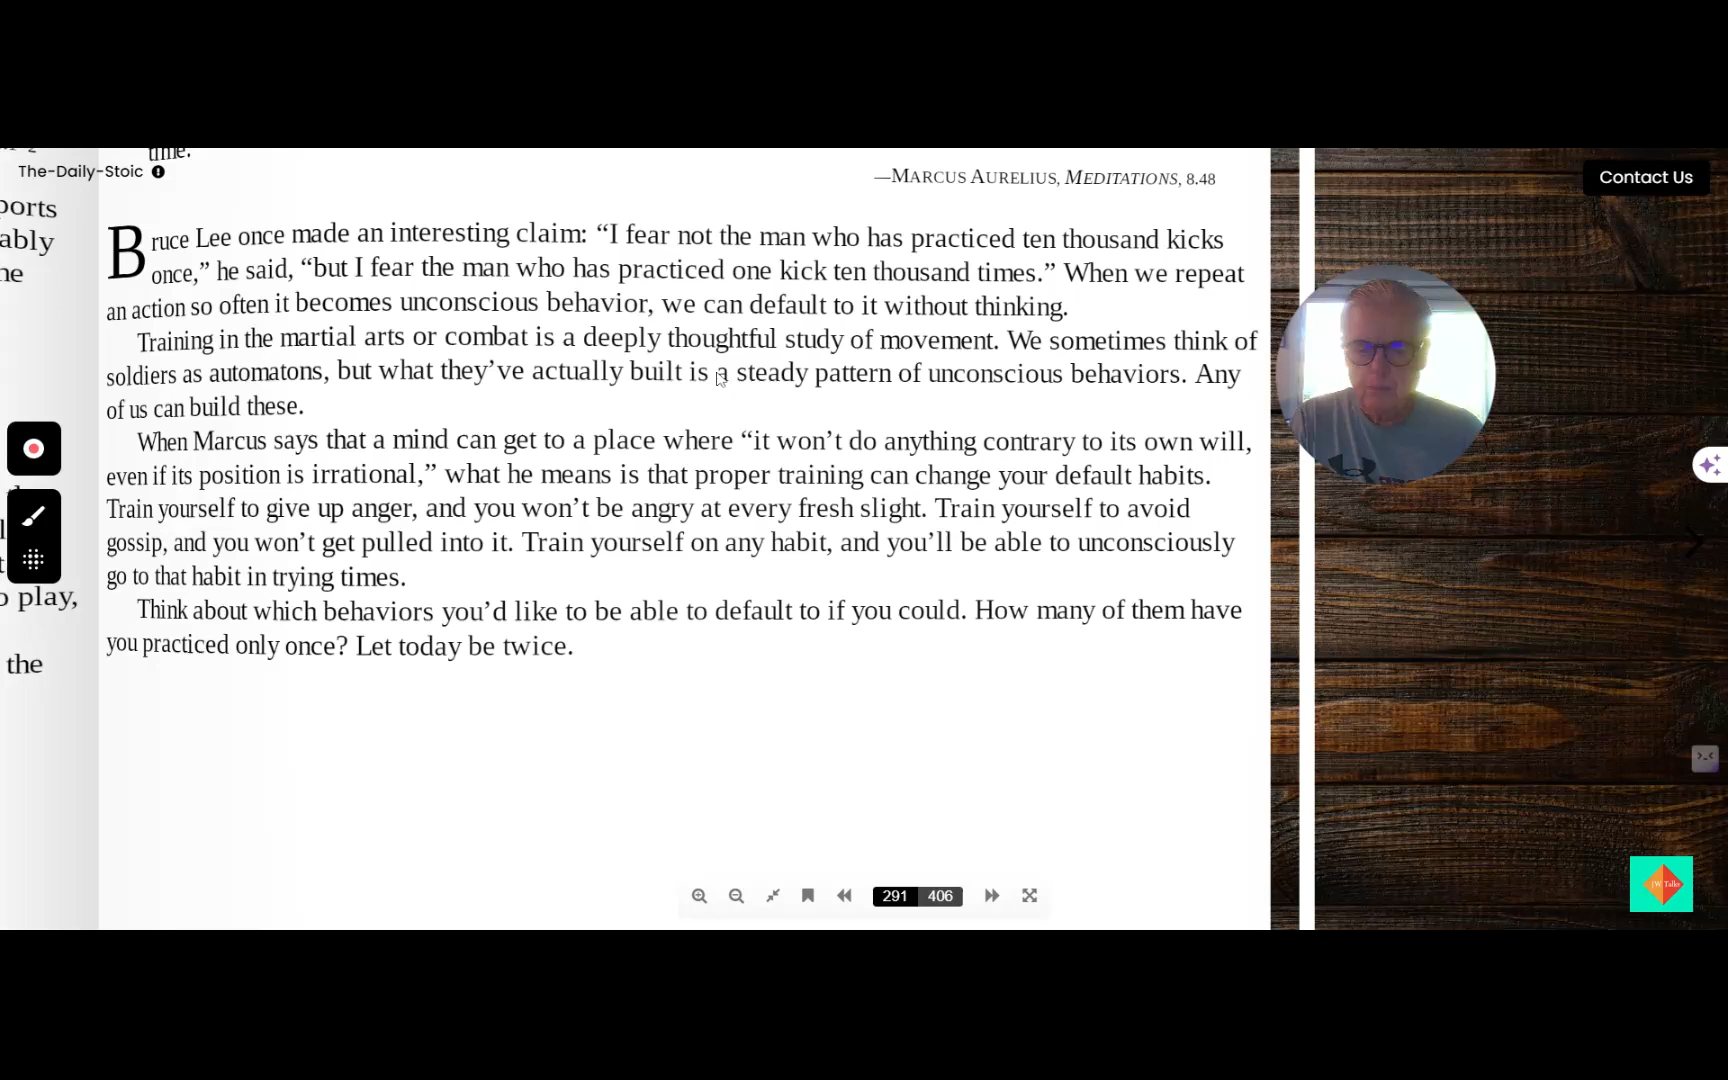 time.
The-Daily-Stoic
—MARCUS AURELIUS, MEDITATIONS, 8.48
Contact Us
ports
ably
he
Bruce Lee once made an interesting claim: “I fear not the man who has practiced ten thousand kicks
once,” he said, “but I fear the man who has practiced one kick ten thousand times.” When we repeat
an action so often it becomes unconscious behavior, we can default to it without thinking.
Training in the martial arts or combat is a deeply thoughtful study of movement. We sometimes think of
soldiers as automatons, but what they’ve actually built is a steady pattern of unconscious behaviors. Any
of us can build these.
When Marcus says that a mind can get to a place where “it won’t do anything contrary to its own will,
even if its position is irrational,” what he means is that proper training can change your default habits.
Train yourself to give up anger, and you won’t be angry at every fresh slight. Train yourself to avoid
gossip, and you won’t get pulled into it. Train yourself on any habit, and you’ll be able to unconsciously
go to that habit in trying times.
o play,
Think about which behaviors you’d like to be able to default to if you could. How many of them have
you practiced only once? Let today be twice.
the
291 406
JW Talks